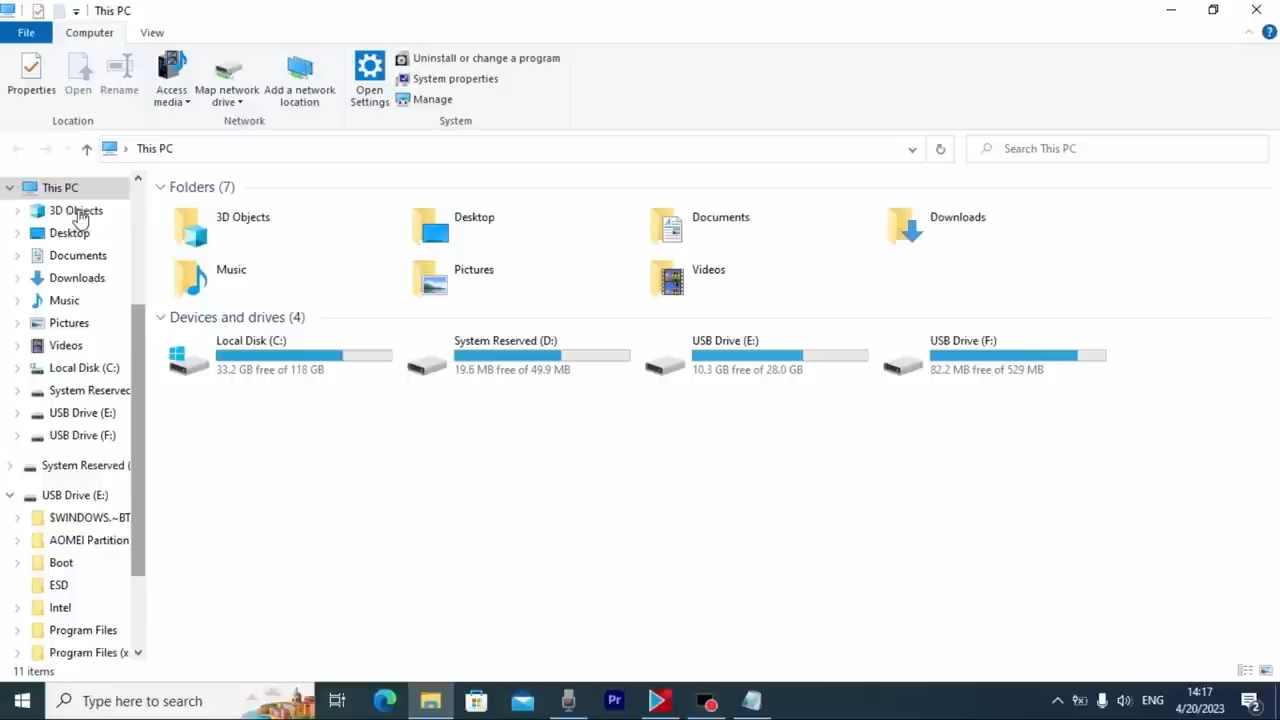 This PC
File Computer View
Properties Open Rename Access media Map network drive Add a network location Open Settings Uninstall or change a program
System properties
Manage
Location Network System
This PC
Search This PC
This PC
3D Objects
Desktop
Documents
Downloads
Music
Pictures
Videos
Local Disk (C:)
System Reserved
USB Drive (E:)
USB Drive (F:)
System Reserved (
USB Drive (E:)
$WINDOWS.~BT
AOMEI Partition
Boot
ESD
Intel
Program Files
Program Files (x
Folders (7)
3D Objects Desktop Documents Downloads
Music Pictures Videos
Devices and drives (4)
Local Disk (C:) System Reserved (D:) USB Drive (E:) USB Drive (F:)
33.2 GB free of 118 GB 19.6 MB free of 49.9 MB 10.3 GB free of 28.0 GB 82.2 MB free of 529 MB
11 items
Type here to search
Pr
ENG
14:17
4/20/2023
2